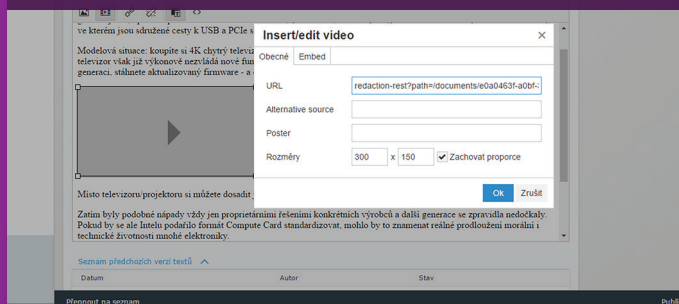 ve kterém jsou sdružené cesty k USB a PCIe s
Insert/edit video
Modelová situace: koupíte si 4K chytrý televiz
televizor však již výkonově nezvládá nové fun
generaci, stáhnete aktualizovaný firmware - a
Obecné Embed
URL redaction-rest?path=/documents/e0a0463f-a0bf-
Alternative source
Poster
Rozměry 300 x 150 Zachovat proporce
Ok Zrušit
Místo televizoru/projektoru si můžete dosadit
Zatím byly podobné nápady vždy jen proprietárními řešeními konkrétních výrobců a další generace se zpravidla nedočkaly.
Pokud by se ale Intelu podařilo formát Compute Card standardizovat, mohlo by to znamenat reálné prodloužení morální i
technické životnosti mnohé elektroniky.
Seznam předchozích verzí textů
Datum Autor Stav
Přepnout na seznam Publi